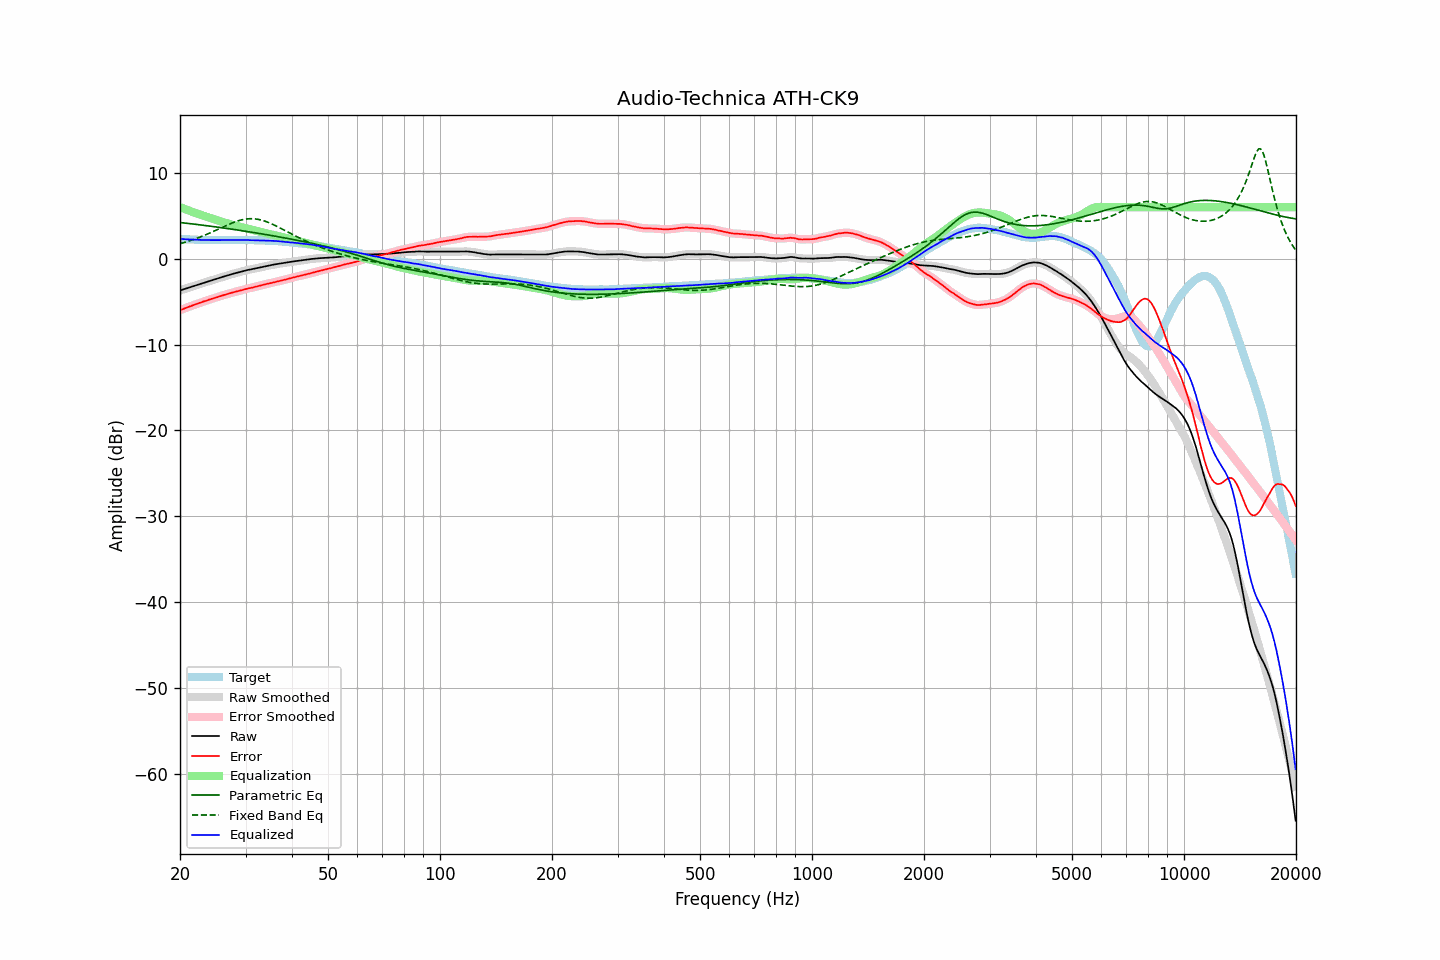 Audio-Technica ATH-CK9
Amplitude (dBr)
10
0
−10
−20
−30
−40
−50
−60
Target
Raw Smoothed
Error Smoothed
Raw
Error
Equalization
Parametric Eq
Fixed Band Eq
Equalized
20 50 100 200 500 1000 2000 5000 10000 20000
Frequency (Hz)